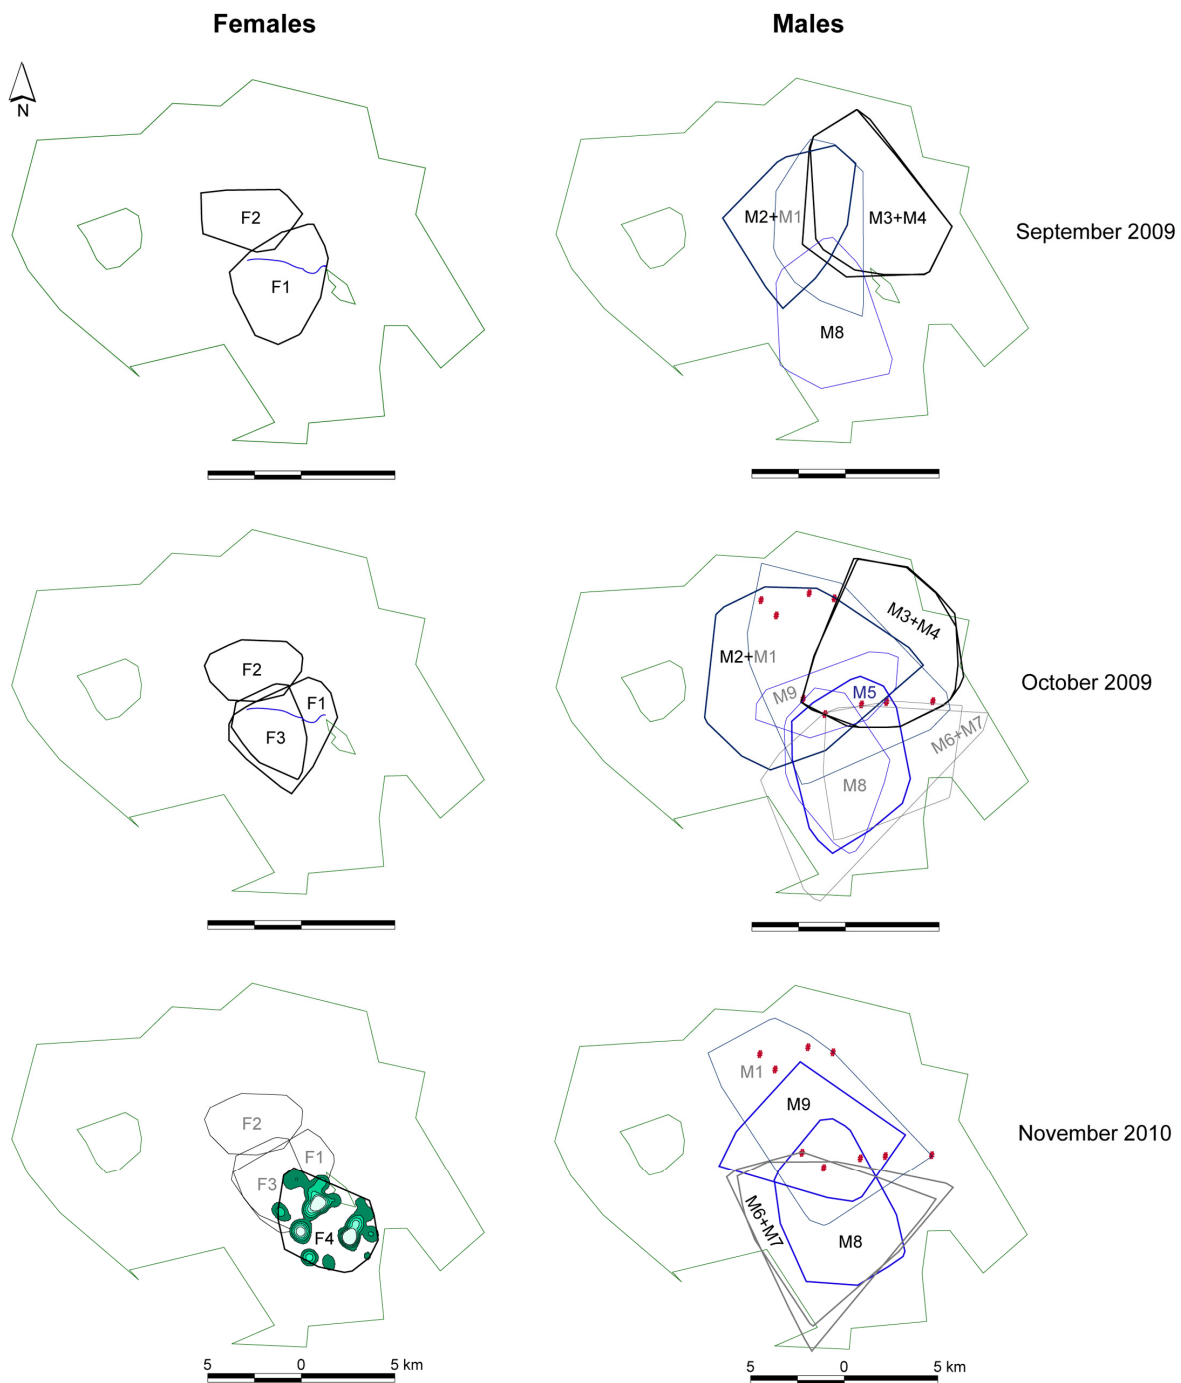 Females Males
N
F2
F1
M2+M1
M3+M4
M8
September 2009
F2
F1
F3
M3+M4
M2+M1
M9
M5
M6+M7
M8
October 2009
F2
F1
F3
F4
M1
M9
M6+M7
M8
November 2010
5 0 5 km
5 0 5 km